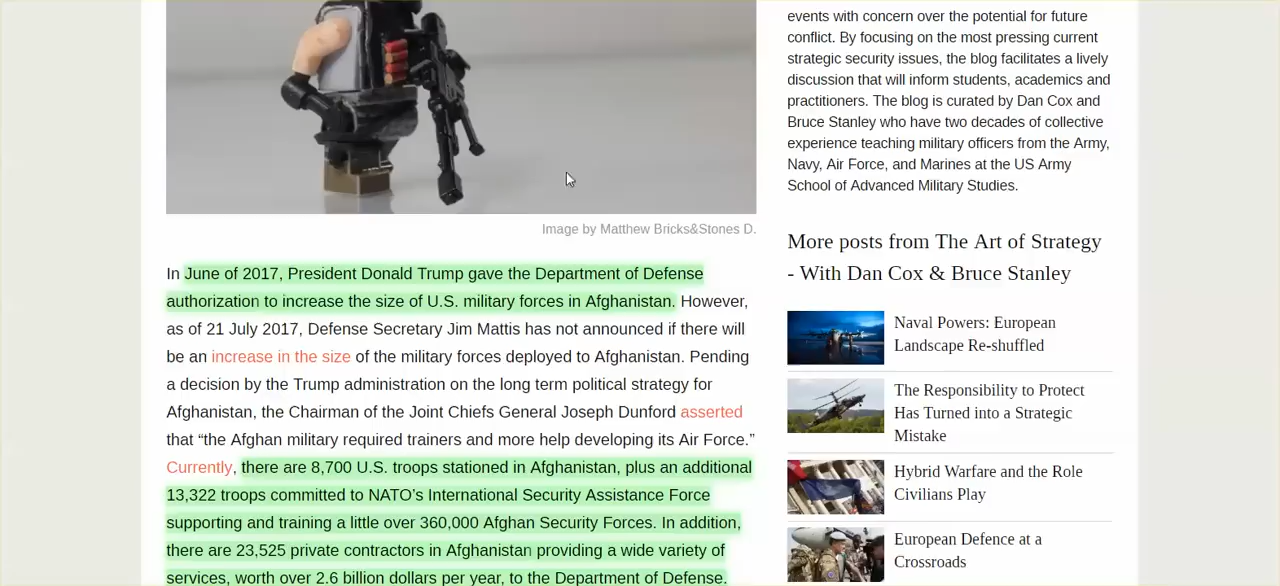 Image by Matthew Bricks&Stones D.
In June of 2017, President Donald Trump gave the Department of Defense
authorization to increase the size of U.S. military forces in Afghanistan. However,
as of 21 July 2017, Defense Secretary Jim Mattis has not announced if there will
be an increase in the size of the military forces deployed to Afghanistan. Pending
a decision by the Trump administration on the long term political strategy for
Afghanistan, the Chairman of the Joint Chiefs General Joseph Dunford asserted
that “the Afghan military required trainers and more help developing its Air Force.”
Currently, there are 8,700 U.S. troops stationed in Afghanistan, plus an additional
13,322 troops committed to NATO’s International Security Assistance Force
supporting and training a little over 360,000 Afghan Security Forces. In addition,
there are 23,525 private contractors in Afghanistan providing a wide variety of
services, worth over 2.6 billion dollars per year, to the Department of Defense.
events with concern over the potential for future
conflict. By focusing on the most pressing current
strategic security issues, the blog facilitates a lively
discussion that will inform students, academics and
practitioners. The blog is curated by Dan Cox and
Bruce Stanley who have two decades of collective
experience teaching military officers from the Army,
Navy, Air Force, and Marines at the US Army
School of Advanced Military Studies.
More posts from The Art of Strategy
- With Dan Cox & Bruce Stanley
Naval Powers: European
Landscape Re-shuffled
The Responsibility to Protect
Has Turned into a Strategic
Mistake
Hybrid Warfare and the Role
Civilians Play
European Defence at a
Crossroads